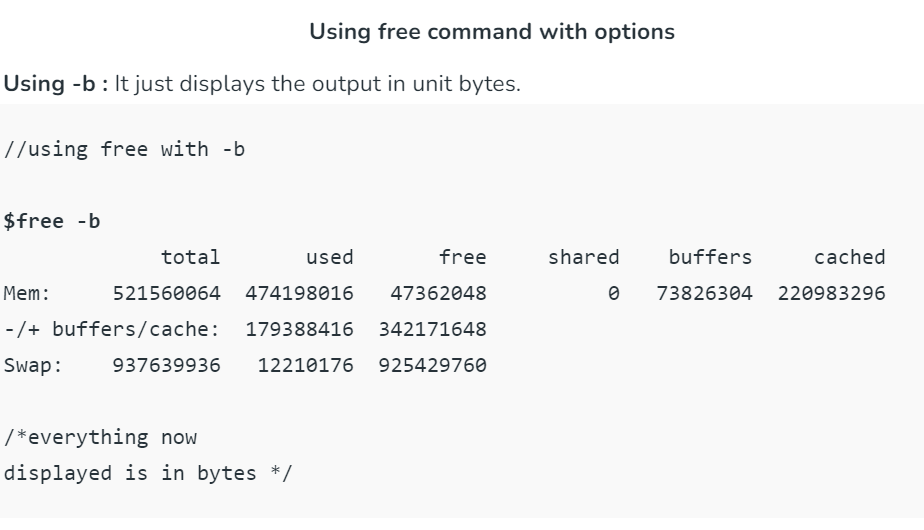 Using free command with options
Using -b : It just displays the output in unit bytes.
//using free with -b
$free -b
             total       used       free     shared    buffers     cached
Mem:     521560064  474198016   47362048          0   73826304  220983296
-/+ buffers/cache:  179388416  342171648
Swap:    937639936   12210176  925429760
/*everything now
displayed is in bytes */